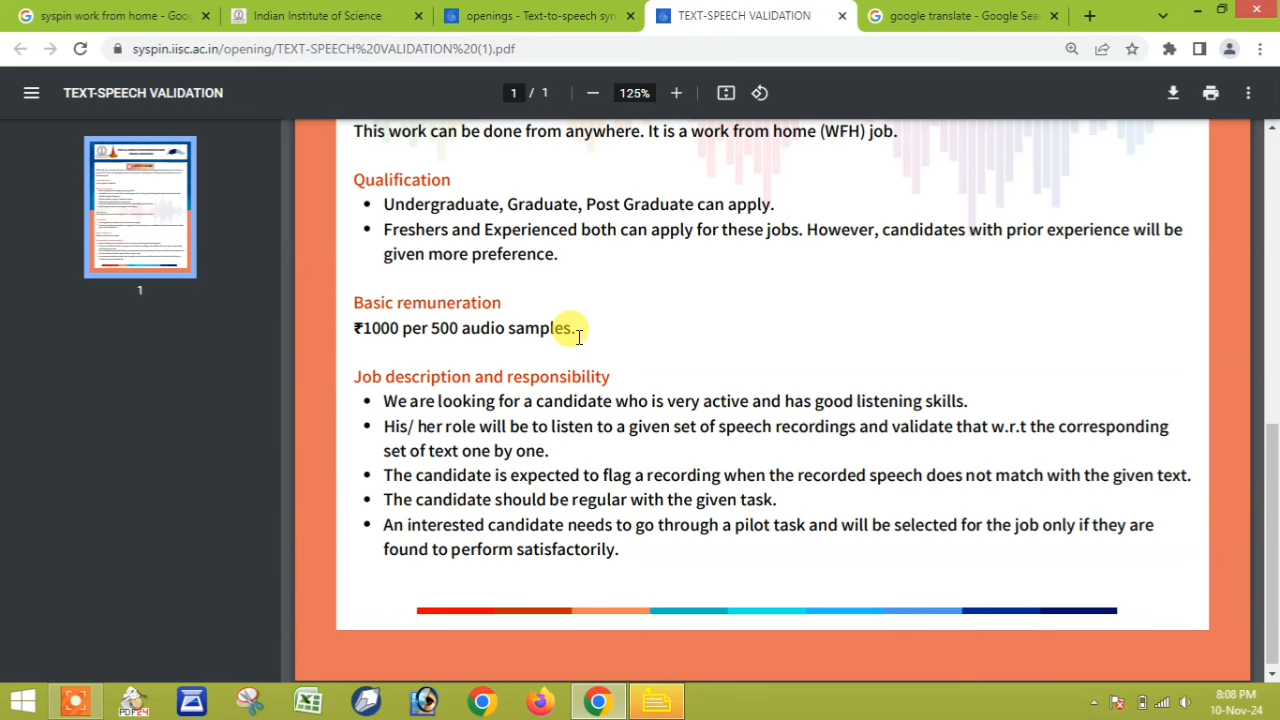 syspin work from home - Goo
Indian Institute of Science
openings - Text-to-speech syn
TEXT-SPEECH VALIDATION
google translate - Google Sea
syspin.iisc.ac.in/opening/TEXT-SPEECH%20VALIDATION%20(1).pdf
TEXT-SPEECH VALIDATION
1 / 1
125%
This work can be done from anywhere. It is a work from home (WFH) job.
Qualification
• Undergraduate, Graduate, Post Graduate can apply.
• Freshers and Experienced both can apply for these jobs. However, candidates with prior experience will be
given more preference.
Basic remuneration
₹1000 per 500 audio samples.
Job description and responsibility
• We are looking for a candidate who is very active and has good listening skills.
• His/ her role will be to listen to a given set of speech recordings and validate that w.r.t the corresponding
set of text one by one.
• The candidate is expected to flag a recording when the recorded speech does not match with the given text.
• The candidate should be regular with the given task.
• An interested candidate needs to go through a pilot task and will be selected for the job only if they are
found to perform satisfactorily.
1
8:08 PM
10-Nov-24